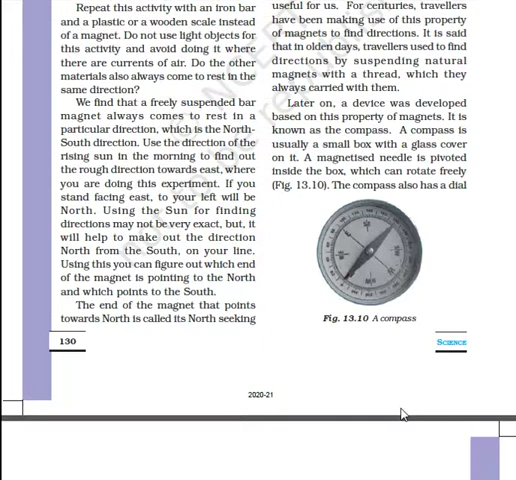 Repeat this activity with an iron bar
and a plastic or a wooden scale instead
of a magnet. Do not use light objects for
this activity and avoid doing it where
there are currents of air. Do the other
materials also always come to rest in the
same direction?
We find that a freely suspended bar
magnet always comes to rest in a
particular direction, which is the North-
South direction. Use the direction of the
rising sun in the morning to find out
the rough direction towards east, where
you are doing this experiment. If you
stand facing east, to your left will be
North. Using the Sun for finding
directions may not be very exact, but, it
will help to make out the direction
North from the South, on your line.
Using this you can figure out which end
of the magnet is pointing to the North
and which points to the South.
The end of the magnet that points
towards North is called its North seeking
130
useful for us. For centuries, travellers
have been making use of this property
of magnets to find directions. It is said
that in olden days, travellers used to find
directions by suspending natural
magnets with a thread, which they
always carried with them.
Later on, a device was developed
based on this property of magnets. It is
known as the compass. A compass is
usually a small box with a glass cover
on it. A magnetised needle is pivoted
inside the box, which can rotate freely
(Fig. 13.10). The compass also has a dial
Fig. 13.10 A compass
SCIENCE
2020-21